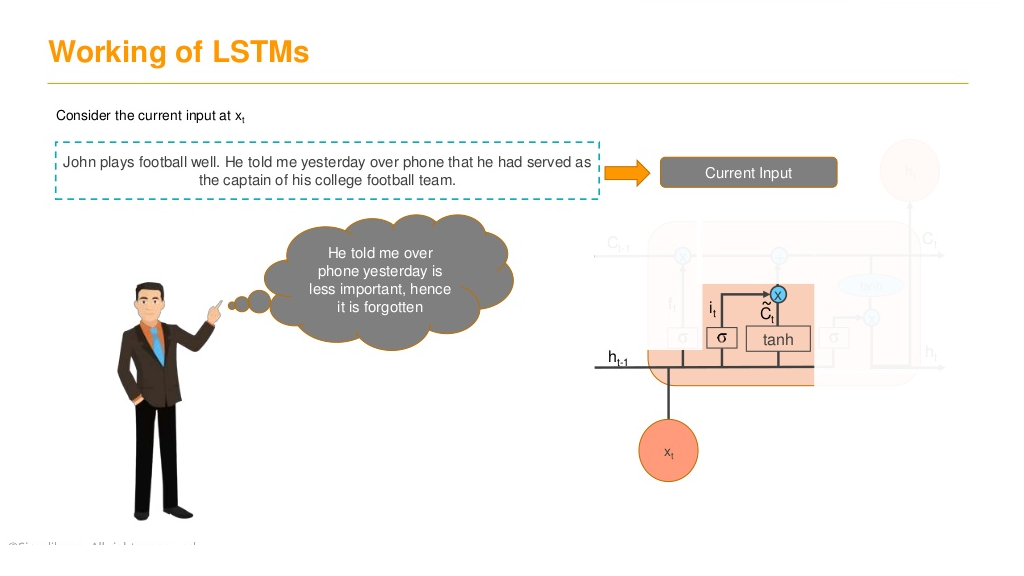 Working of LSTMs
Consider the current input at xt
John plays football well. He told me yesterday over phone that he had served as
the captain of his college football team.
Current Input
He told me over
phone yesterday is
less important, hence
it is forgotten
ht
Ct-1
Ct
x
tanh
ft
it
x
C̃t
x
σ
σ
tanh
σ
ht-1
ht
xt